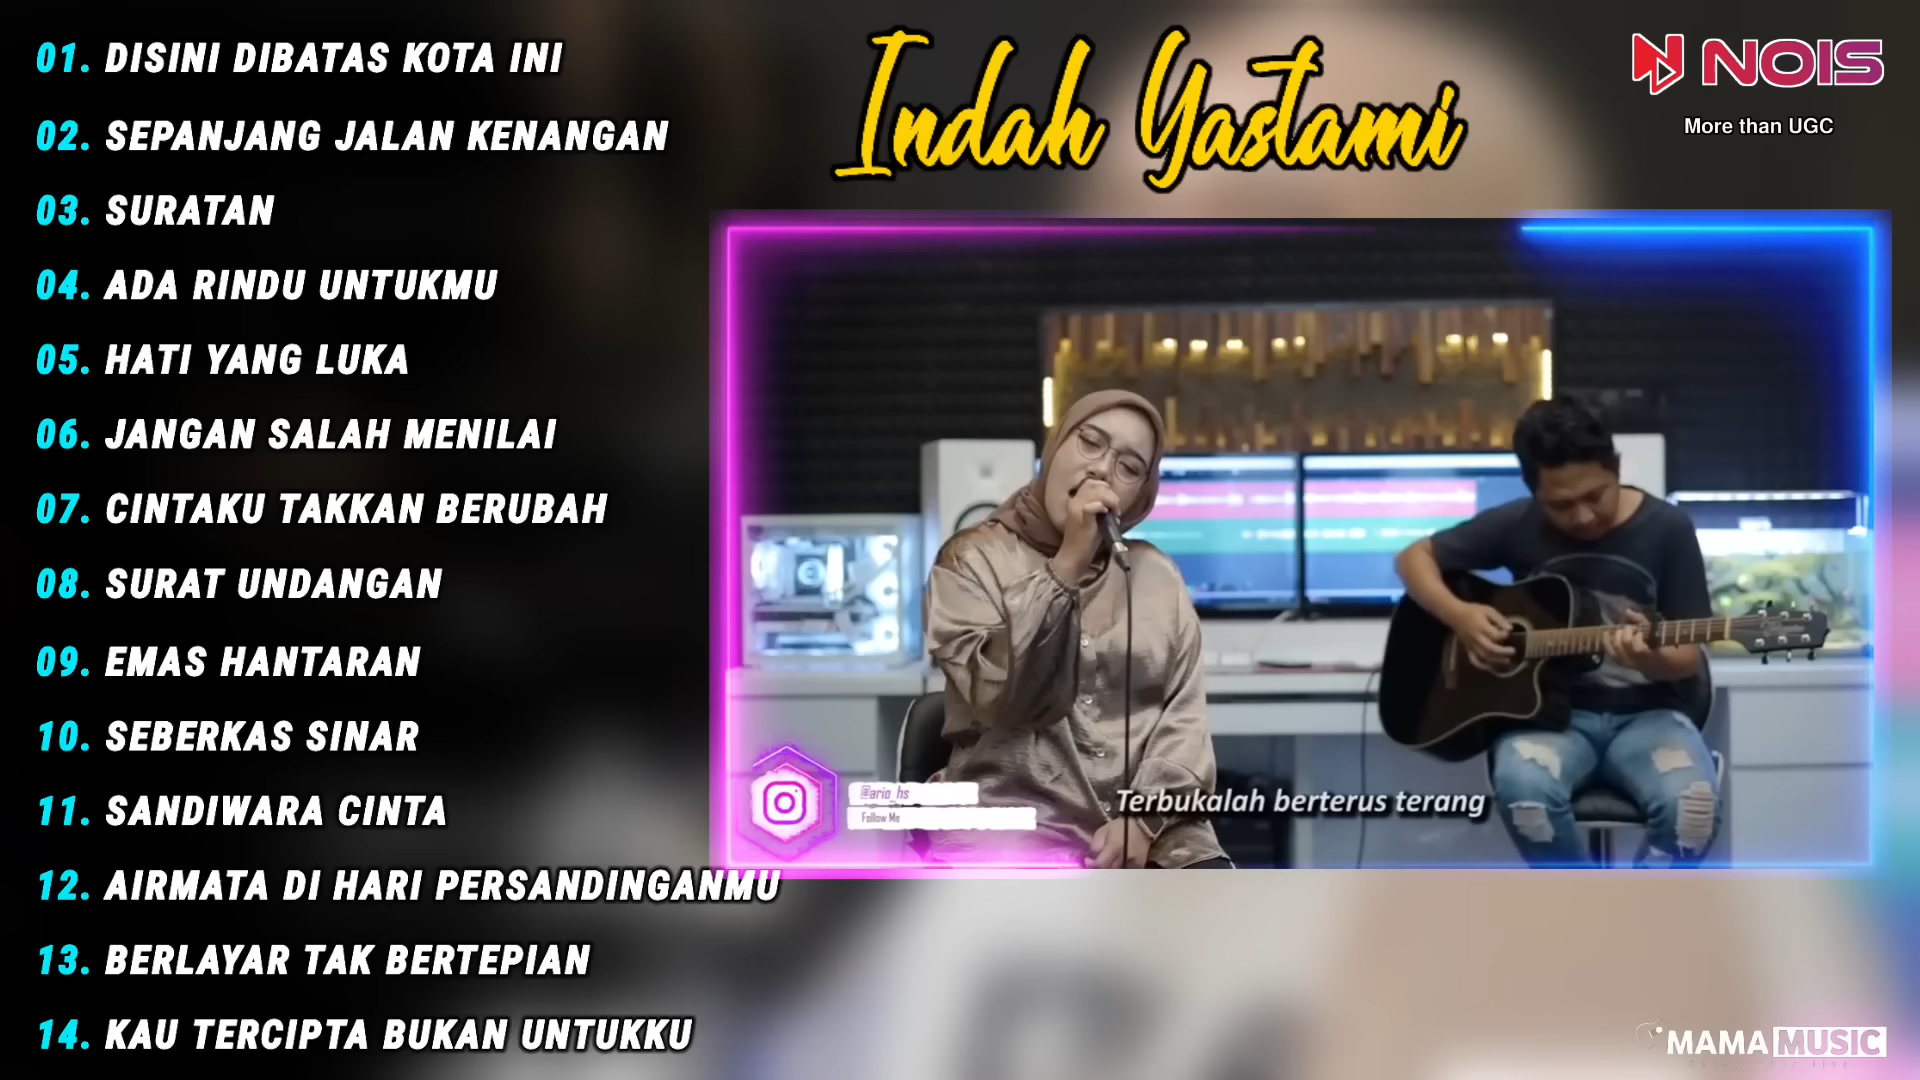 01. DISINI DIBATAS KOTA INI
02. SEPANJANG JALAN KENANGAN
03. SURATAN
04. ADA RINDU UNTUKMU
05. HATI YANG LUKA
06. JANGAN SALAH MENILAI
07. CINTAKU TAKKAN BERUBAH
08. SURAT UNDANGAN
09. EMAS HANTARAN
10. SEBERKAS SINAR
11. SANDIWARA CINTA
12. AIRMATA DI HARI PERSANDINGANMU
13. BERLAYAR TAK BERTEPIAN
14. KAU TERCIPTA BUKAN UNTUKKU
Indah Yastami
NOIS
More than UGC
@ario_hs
Follow Me
Terbukalah berterus terang
MAMA MUSIC